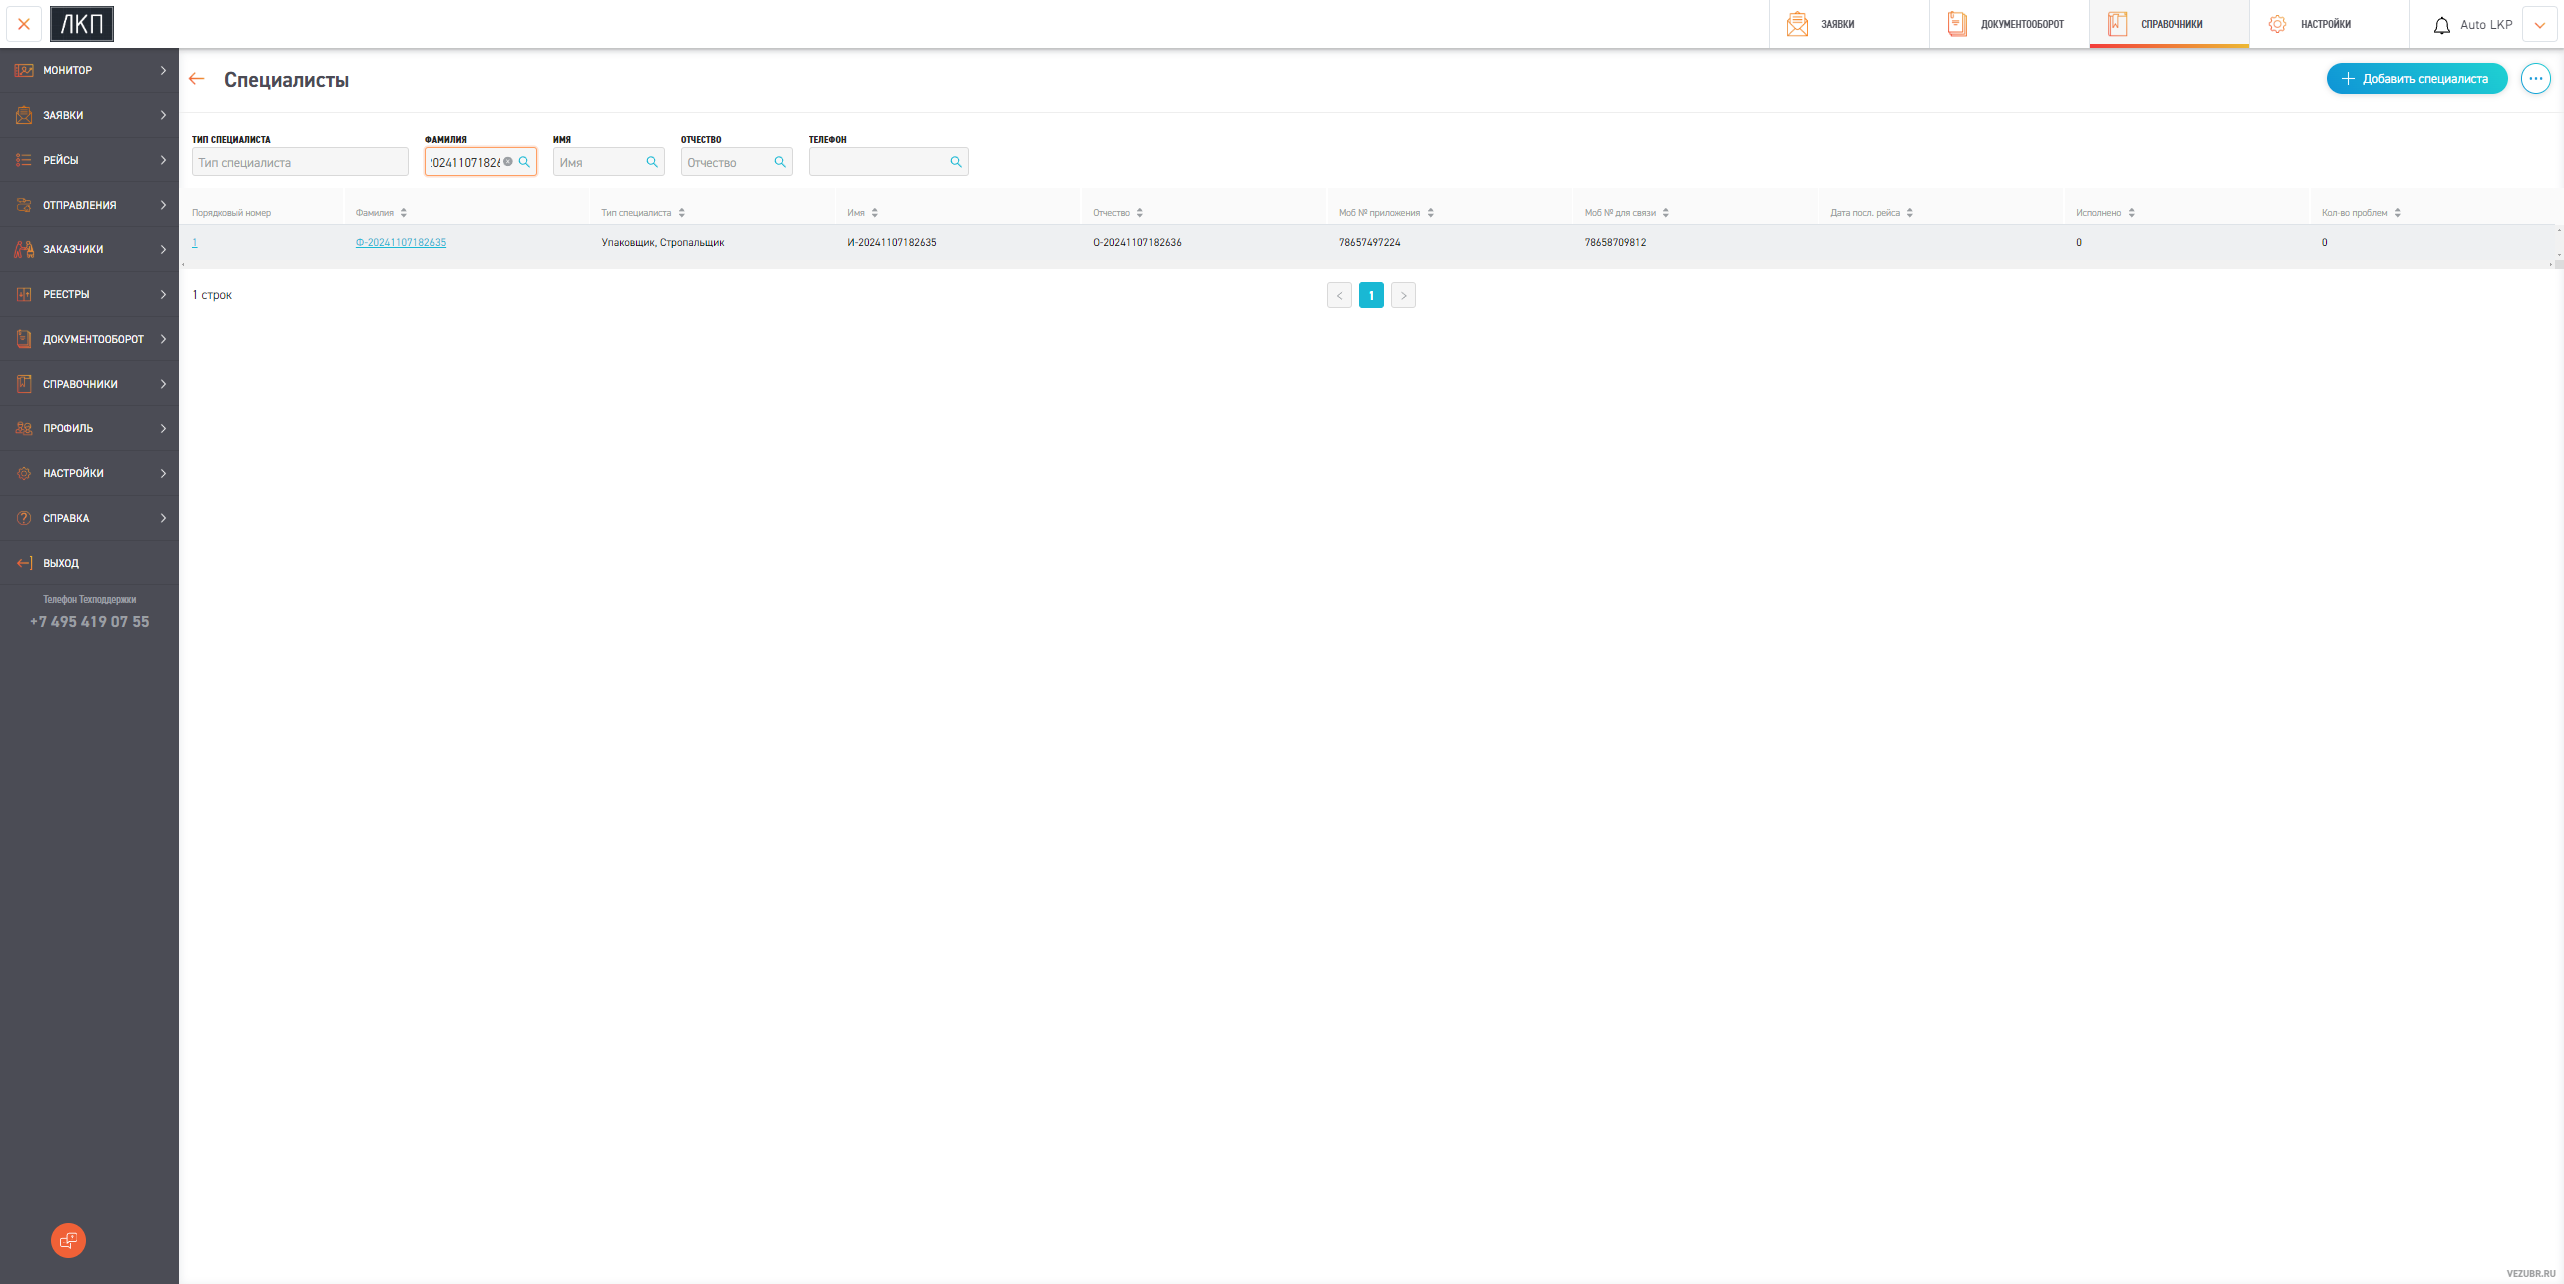 ЛКП
ЗАЯВКИ
ДОКУМЕНТООБОРОТ
СПРАВОЧНИКИ
НАСТРОЙКИ
Auto LKP
МОНИТОР
ЗАЯВКИ
РЕЙСЫ
ОТПРАВЛЕНИЯ
ЗАКАЗЧИКИ
РЕЕСТРЫ
ДОКУМЕНТООБОРОТ
СПРАВОЧНИКИ
ПРОФИЛЬ
НАСТРОЙКИ
СПРАВКА
ВЫХОД
Телефон Техподдержки
+7 495 419 07 55
Специалисты
Добавить специалиста
ТИП СПЕЦИАЛИСТА ФАМИЛИЯ ИМЯ ОТЧЕСТВО ТЕЛЕФОН
Тип специалиста 202411071826 Имя Отчество
Порядковый номер Фамилия Тип специалиста Имя Отчество Моб № приложения Моб № для связи Дата посл. рейса Исполнено Кол-во проблем
1 Ф-20241107182635 Упаковщик, Стропальщик И-20241107182635 О-20241107182636 78657497224 78658709812 0 0
1 строк
1
VEZUBR.RU